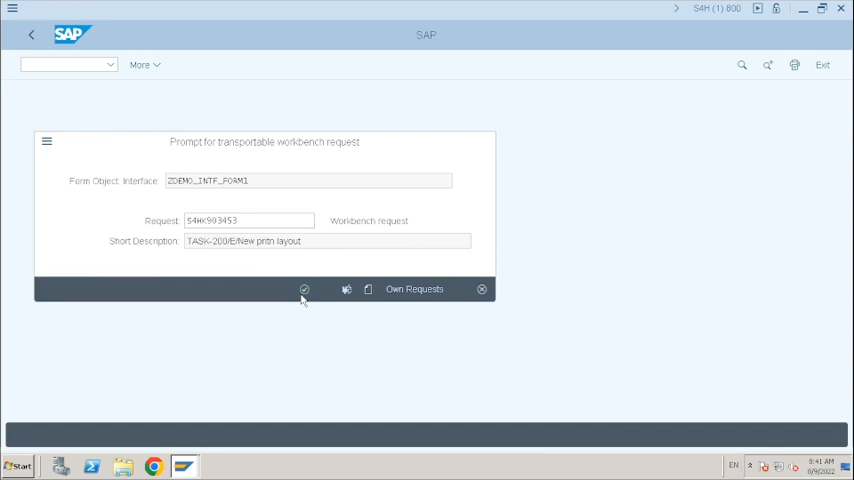 S4H (1) 800
SAP
SAP
More
Exit
Prompt for transportable workbench request
Form Object: Interface: ZDEMO_INTF_FORM1
Request: S4HK903453 Workbench request
Short Description: TASK-200/E/New pritn layout
Own Requests
Start
EN
8:41 AM
8/9/2022